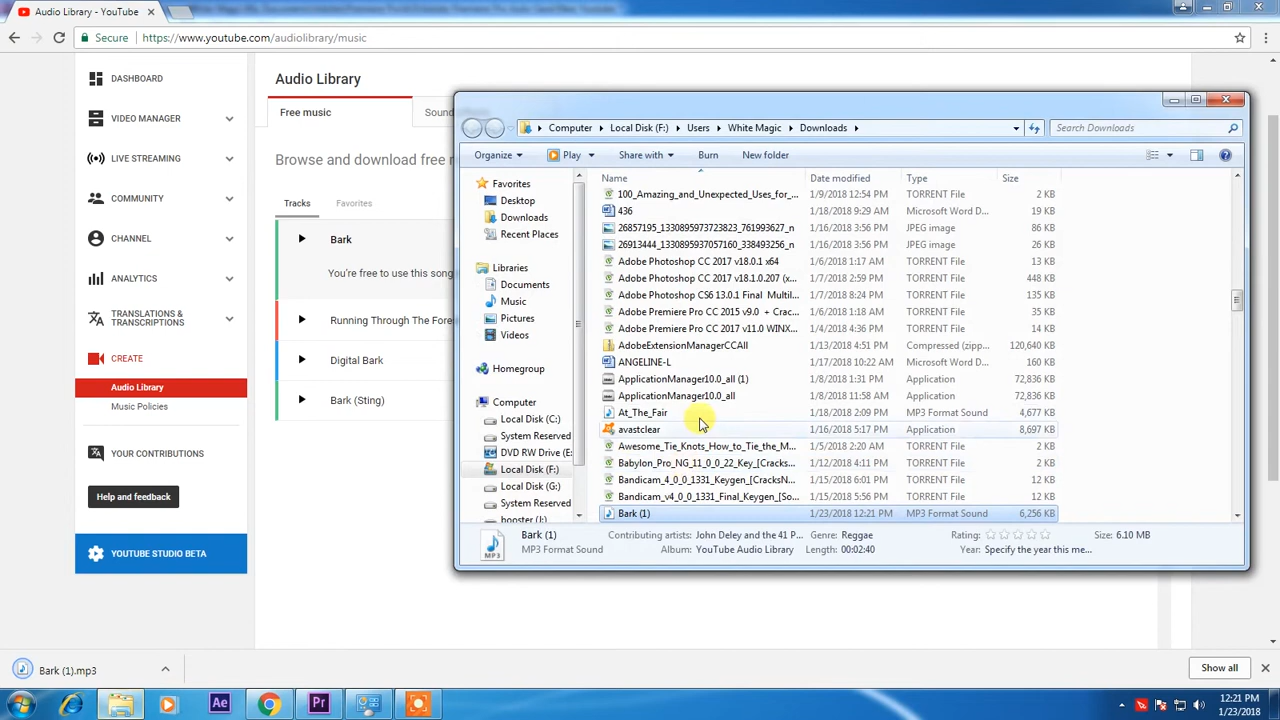 Audio Library - YouTube
Secure https://www.youtube.com/audiolibrary/music
DASHBOARD
VIDEO MANAGER
LIVE STREAMING
COMMUNITY
CHANNEL
ANALYTICS
TRANSLATIONS &
TRANSCRIPTIONS
CREATE
Audio Library
Music Policies
YOUR CONTRIBUTIONS
Help and feedback
YOUTUBE STUDIO BETA
Audio Library
Free music
Browse and download free
Tracks Favorites
Bark
You're free to use this song
Running Through The Fore
Digital Bark
Bark (Sting)
Computer Local Disk (F:) Users White Magic Downloads Search Downloads
Organize Play Share with Burn New folder
Favorites
Desktop
Downloads
Recent Places
Libraries
Documents
Music
Pictures
Videos
Homegroup
Computer
Local Disk (C:)
System Reserved
DVD RW Drive (E:
Local Disk (F:)
Local Disk (G:)
System Reserved
booster (J:)
Name Date modified Type Size
100_Amazing_and_Unexpected_Uses_for_... 1/9/2018 12:54 PM TORRENT File 2 KB
436 1/18/2018 9:29 AM Microsoft Word D... 19 KB
26857195_1330895973723823_761993627_n 1/16/2018 3:56 PM JPEG image 86 KB
26913444_1330895937057160_338493256_n 1/16/2018 3:56 PM JPEG image 26 KB
Adobe Photoshop CC 2017 v18.0.1 x64 1/6/2018 1:17 AM TORRENT File 13 KB
Adobe Photoshop CC 2017 v18.1.0.207 (x... 1/7/2018 2:59 PM TORRENT File 448 KB
Adobe Photoshop CS6 13.0.1 Final Multil... 1/7/2018 8:24 PM TORRENT File 135 KB
Adobe Premiere Pro CC 2015 v9.0 + Crac... 1/6/2018 1:18 AM TORRENT File 35 KB
Adobe Premiere Pro CC 2017 v11.0 WINX... 1/4/2018 1:36 PM TORRENT File 14 KB
AdobeExtensionManagerCCAll 1/13/2018 4:51 PM Compressed (zipp... 120,640 KB
ANGELINE-L 1/17/2018 10:22 AM Microsoft Word D... 160 KB
ApplicationManager10.0_all (1) 1/8/2018 1:31 PM Application 72,836 KB
ApplicationManager10.0_all 1/8/2018 11:58 AM Application 72,836 KB
At_The_Fair 1/18/2018 2:09 PM MP3 Format Sound 4,677 KB
avastclear 1/16/2018 5:17 PM Application 8,697 KB
Awesome_Tie_Knots_How_to_Tie_the_M... 1/5/2018 2:20 AM TORRENT File 2 KB
Babylon_Pro_NG_11_0_0_22_Key_[Cracks... 1/12/2018 4:11 PM TORRENT File 2 KB
Bandicam_4_0_0_1331_Keygen_[CracksN... 1/15/2018 6:01 PM TORRENT File 12 KB
Bandicam_v4_0_0_1331_Final_Keygen_[So... 1/15/2018 5:56 PM TORRENT File 12 KB
Bark (1) 1/23/2018 12:21 PM MP3 Format Sound 6,256 KB
Bark (1) Contributing artists: John Deley and the 41 P... Genre: Reggae Rating: Size: 6.10 MB
MP3 Format Sound Album: YouTube Audio Library Length: 00:02:40 Year: Specify the year this me...
MP3
Bark (1).mp3 Show all
Ae Pr 12:21 PM
1/23/2018